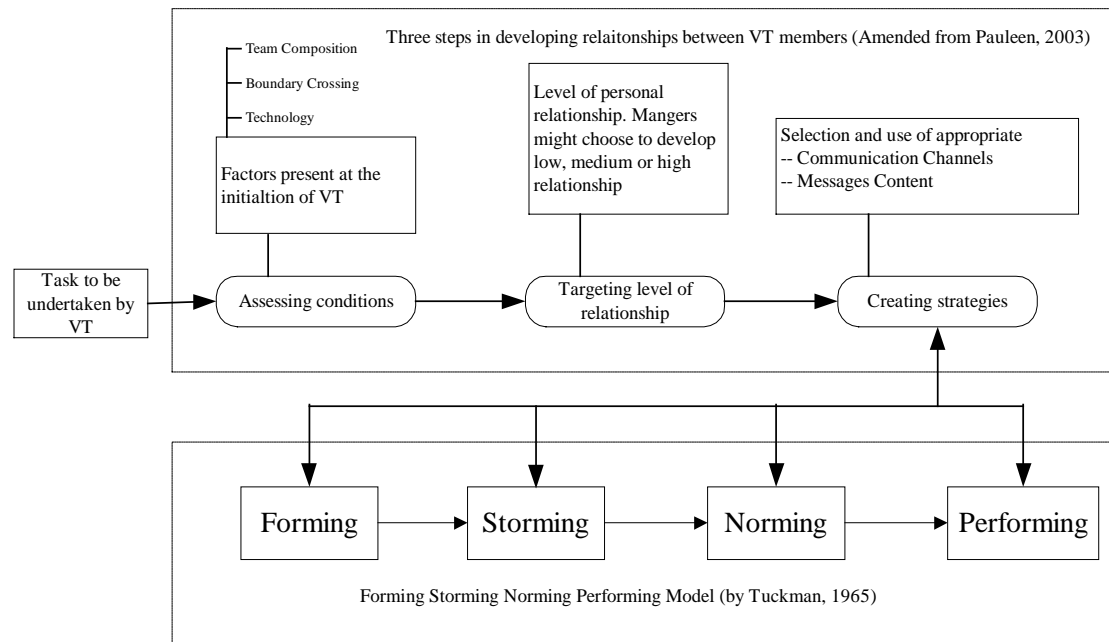 Three steps in developing relaitonships between VT members (Amended from Pauleen, 2003)
Team Composition
Boundary Crossing
Technology
Factors present at the
initialtion of VT
Level of personal
relationship. Mangers
might choose to develop
low, medium or high
relationship
Selection and use of appropriate
-- Communication Channels
-- Messages Content
Task to be
undertaken by
VT
Assessing conditions
Targeting level of
relationship
Creating strategies
Forming
Storming
Norming
Performing
Forming Storming Norming Performing Model (by Tuckman, 1965)